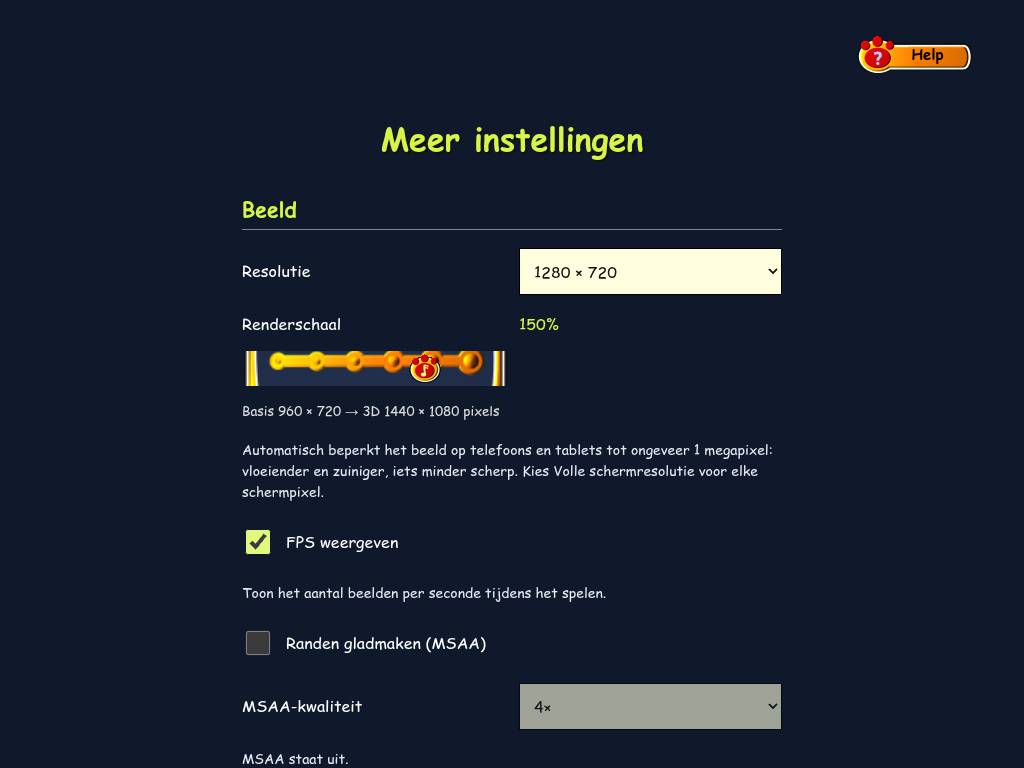 ? Help
Meer instellingen
Beeld
Resolutie
1280 × 720
Renderschaal
150%
Basis 960 × 720 → 3D 1440 × 1080 pixels
Automatisch beperkt het beeld op telefoons en tablets tot ongeveer 1 megapixel:
vloeiender en zuiniger, iets minder scherp. Kies Volle schermresolutie voor elke
schermpixel.
FPS weergeven
Toon het aantal beelden per seconde tijdens het spelen.
Randen gladmaken (MSAA)
MSAA-kwaliteit
4×
MSAA staat uit.